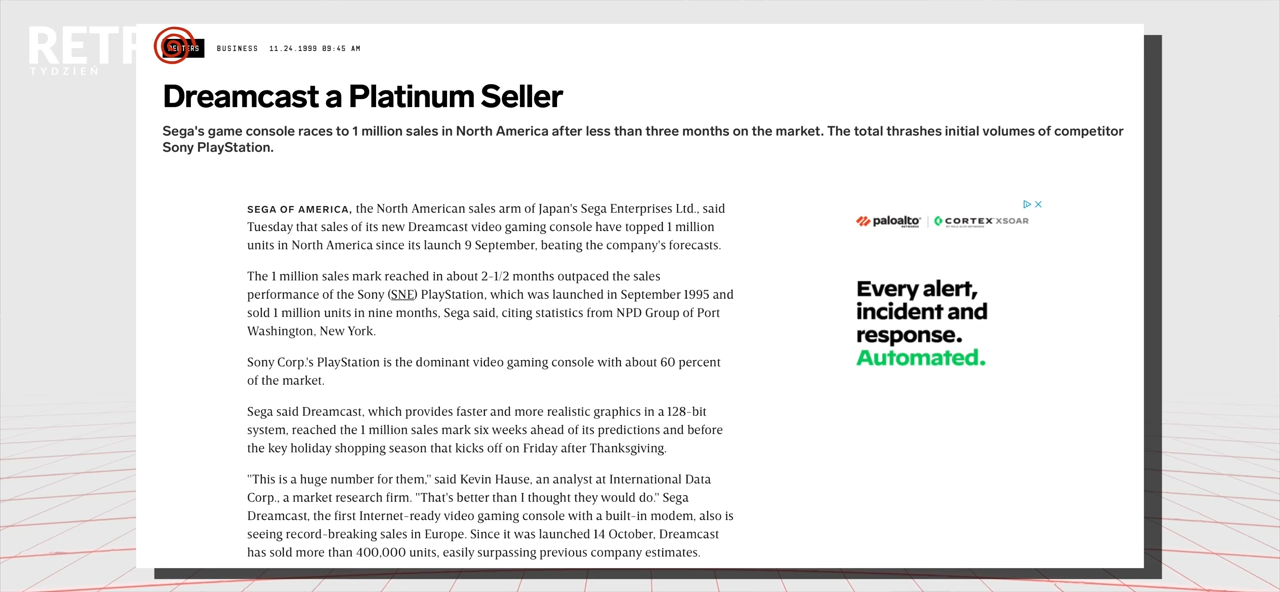 RETR
TYDZIEŃ
BUSINESS 11.24.1999 09:45 AM
Dreamcast a Platinum Seller
Sega's game console races to 1 million sales in North America after less than three months on the market. The total thrashes initial volumes of competitor
Sony PlayStation.
SEGA OF AMERICA, the North American sales arm of Japan's Sega Enterprises Ltd., said
Tuesday that sales of its new Dreamcast video gaming console have topped 1 million
units in North America since its launch 9 September, beating the company's forecasts.
The 1 million sales mark reached in about 2-1/2 months outpaced the sales
performance of the Sony (SNE) PlayStation, which was launched in September 1995 and
sold 1 million units in nine months, Sega said, citing statistics from NPD Group of Port
Washington, New York.
Sony Corp.'s PlayStation is the dominant video gaming console with about 60 percent
of the market.
Sega said Dreamcast, which provides faster and more realistic graphics in a 128-bit
system, reached the 1 million sales mark six weeks ahead of its predictions and before
the key holiday shopping season that kicks off on Friday after Thanksgiving.
"This is a huge number for them," said Kevin Hause, an analyst at International Data
Corp., a market research firm. "That's better than I thought they would do." Sega
Dreamcast, the first Internet-ready video gaming console with a built-in modem, also is
seeing record-breaking sales in Europe. Since it was launched 14 October, Dreamcast
has sold more than 400,000 units, easily surpassing previous company estimates.
paloalto NETWORKS CORTEX XSOAR
Every alert,
incident and
response.
Automated.